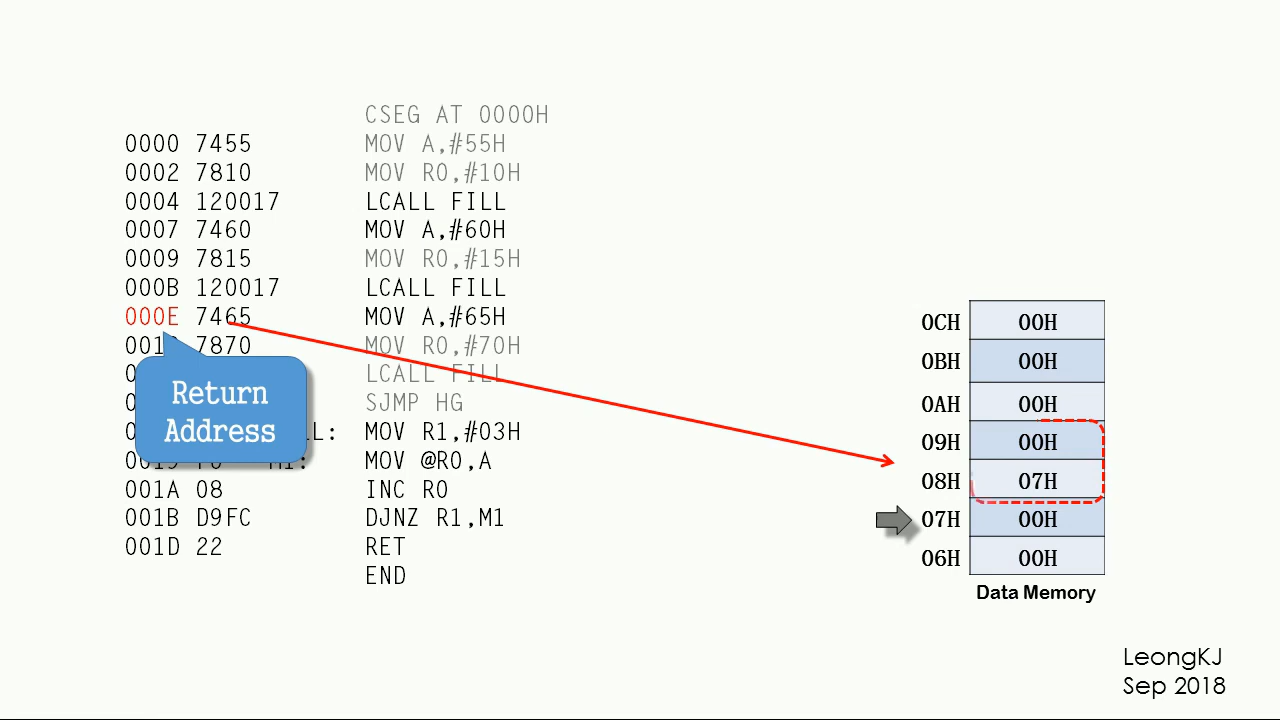 CSEG AT 0000H
0000 7455 MOV A,#55H
0002 7810 MOV R0,#10H
0004 120017 LCALL FILL
0007 7460 MOV A,#60H
0009 7815 MOV R0,#15H
000B 120017 LCALL FILL
000E 7465 MOV A,#65H
7870 MOV R0,#70H
LCALL FILL
SJMP HG
MOV R1,#03H
MOV @R0,A
001A 08 INC R0
001B D9FC DJNZ R1,M1
001D 22 RET
END
Return
Address
0CH 00H
0BH 00H
0AH 00H
09H 00H
08H 07H
07H 00H
06H 00H
Data Memory
LeongKJ
Sep 2018